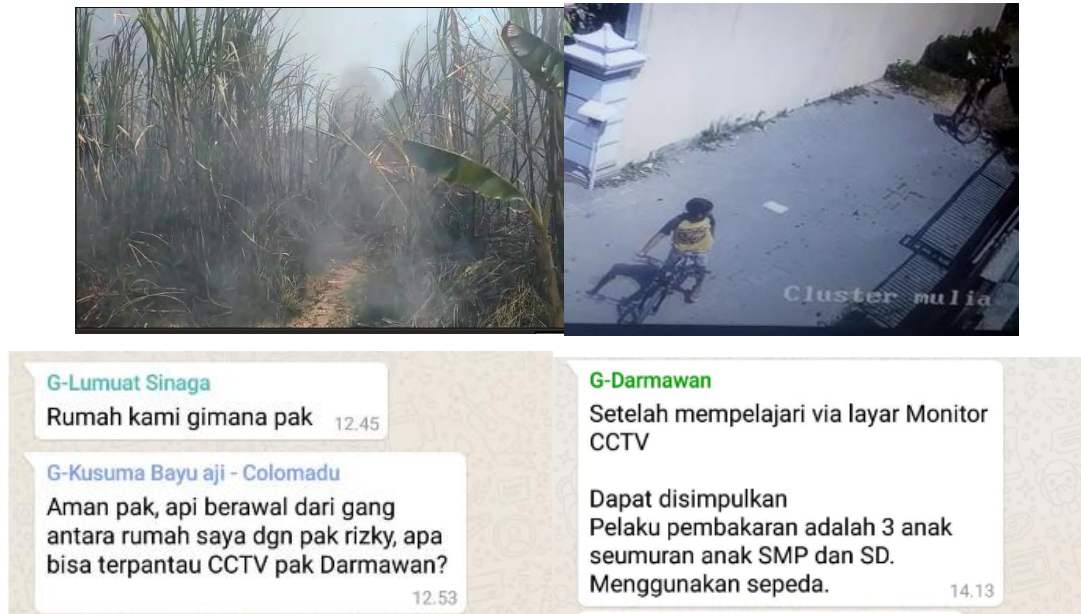 Cluster mulia
G-Lumuat Sinaga
Rumah kami gimana pak 12.45
G-Kusuma Bayu aji - Colomadu
Aman pak, api berawal dari gang
antara rumah saya dgn pak rizky, apa
bisa terpantau CCTV pak Darmawan?
12.53
G-Darmawan
Setelah mempelajari via layar Monitor
CCTV
Dapat disimpulkan
Pelaku pembakaran adalah 3 anak
seumuran anak SMP dan SD.
Menggunakan sepeda. 14.13